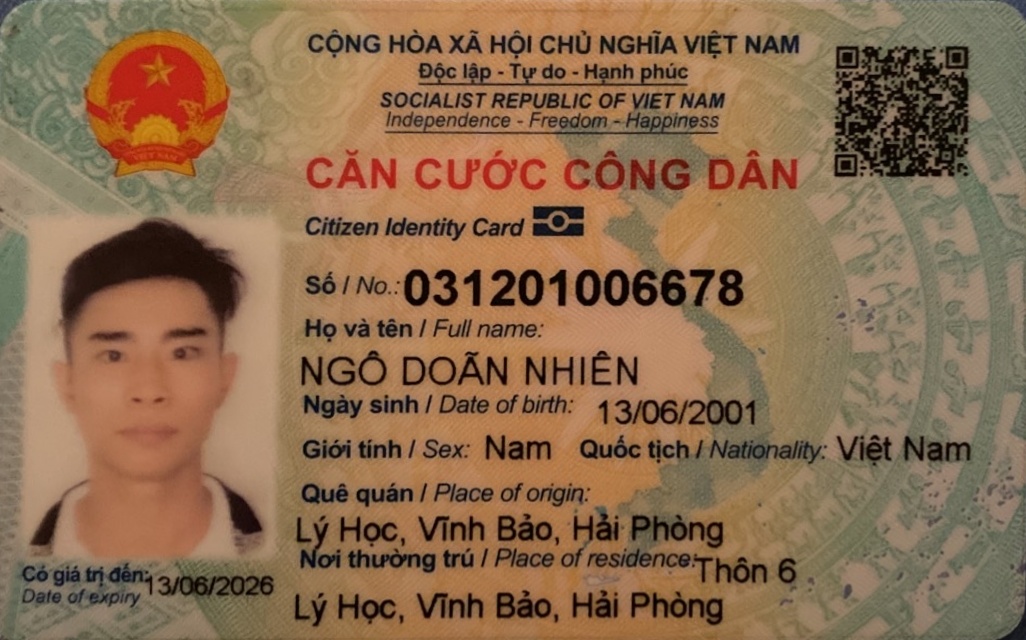 CỘNG HÒA XÃ HỘI CHỦ NGHĨA VIỆT NAM
Độc lập - Tự do - Hạnh phúc
SOCIALIST REPUBLIC OF VIET NAM
Independence - Freedom - Happiness
CĂN CƯỚC CÔNG DÂN
Citizen Identity Card
Số / No.: 031201006678
Họ và tên / Full name:
NGÔ DOÃN NHIÊN
Ngày sinh / Date of birth: 13/06/2001
Giới tính / Sex: Nam Quốc tịch / Nationality: Việt Nam
Quê quán / Place of origin:
Lý Học, Vĩnh Bảo, Hải Phòng
Nơi thường trú / Place of residence: Thôn 6
Lý Học, Vĩnh Bảo, Hải Phòng
Có giá trị đến: 13/06/2026
Date of expiry
VIỆT NAM